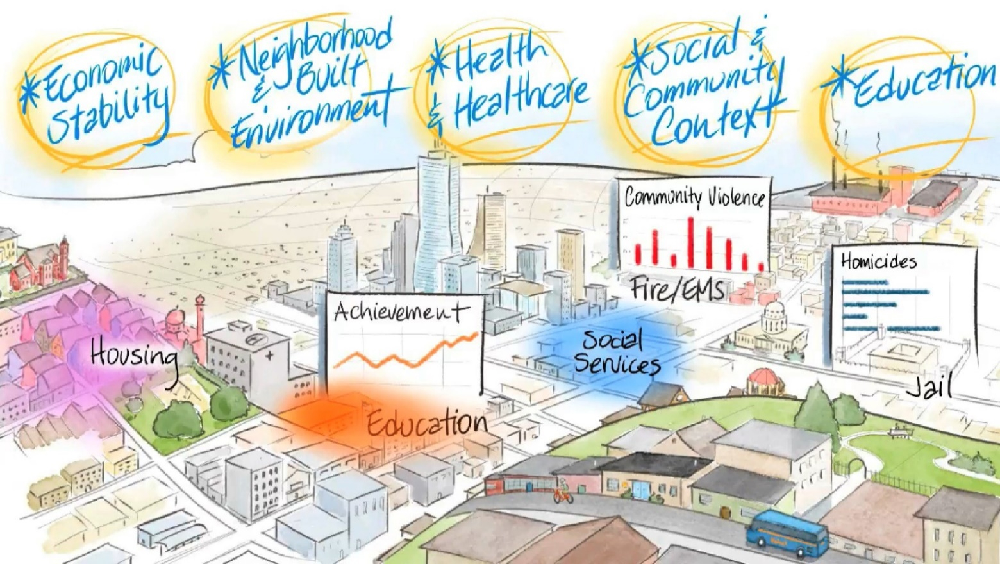 *Economic
Stability
*Neighborhood
& Built
Environment
*Health
& Healthcare
*Social &
Community
Context
*Education
Community Violence
Fire/EMs
Homicides
Jail
Achievement
Education
Social
Services
Housing